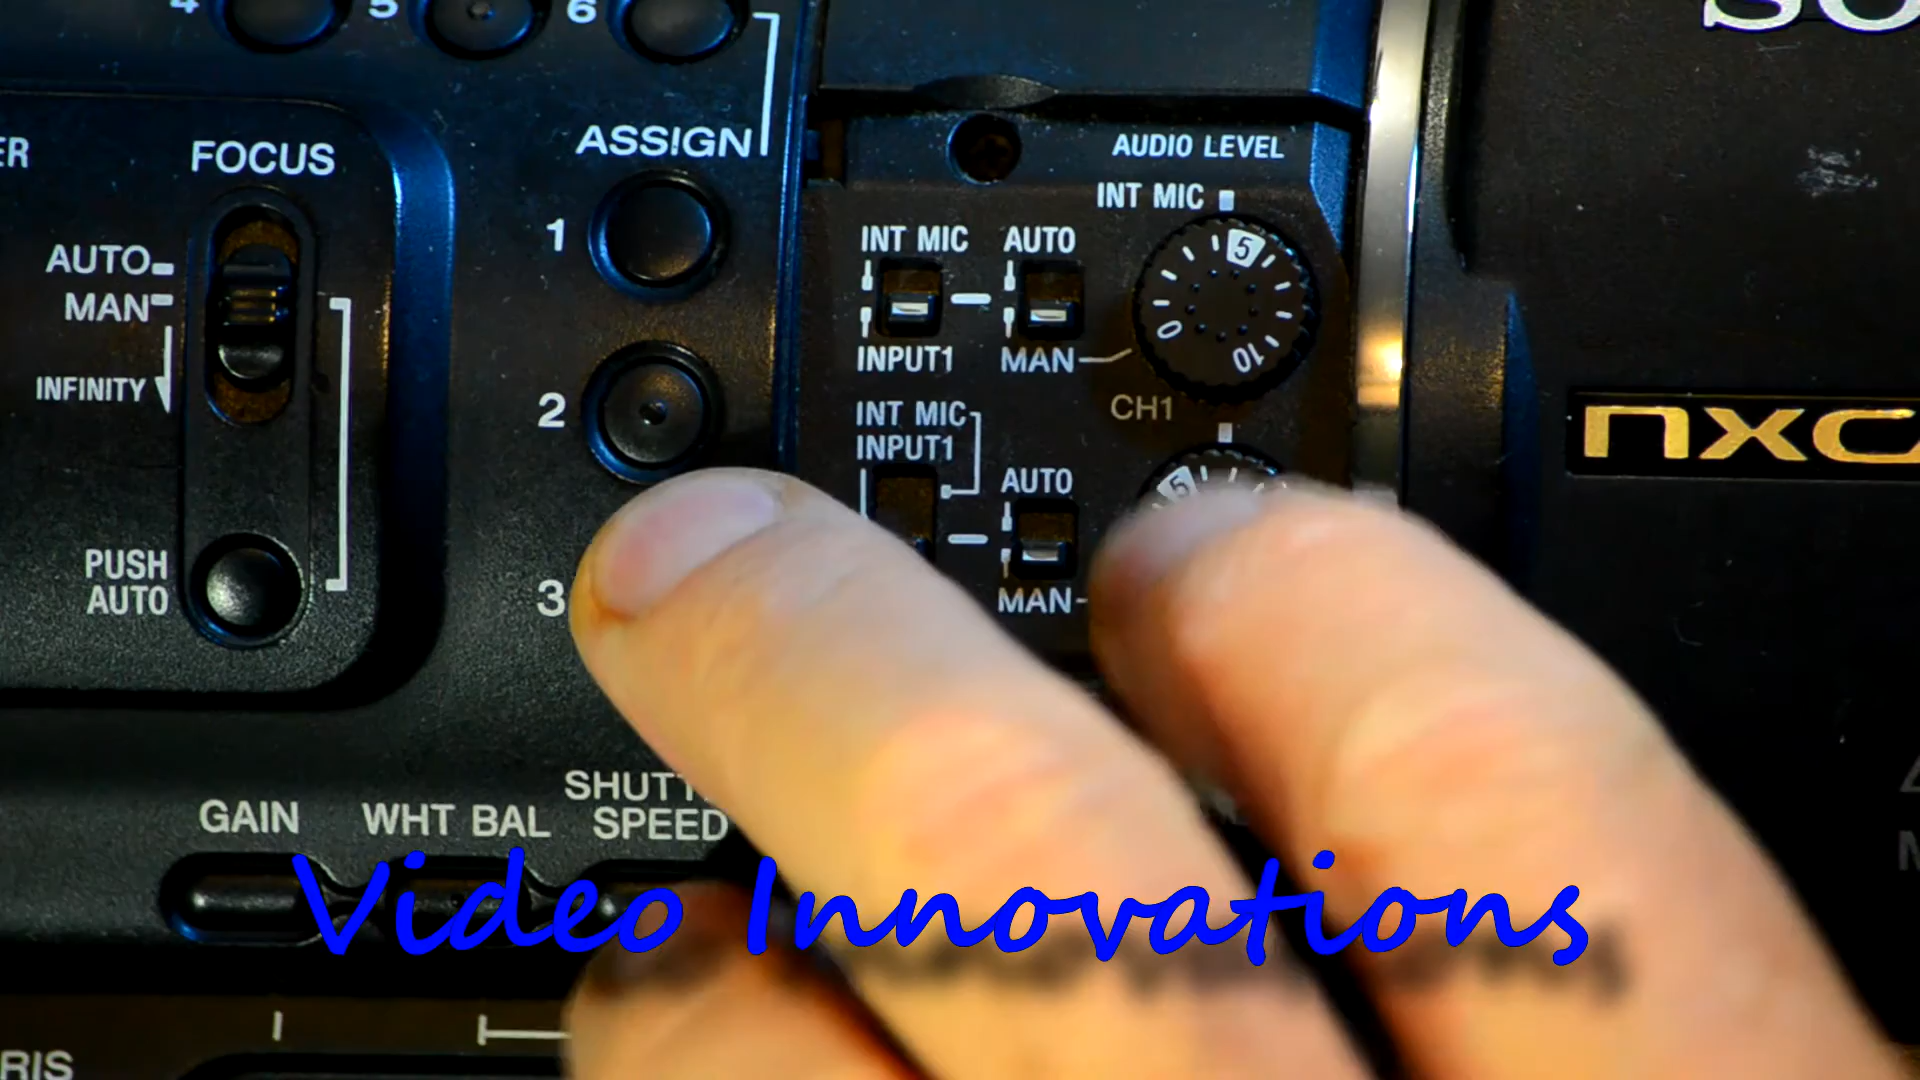 4 5 6
SO
ASSIGN
ER
FOCUS
AUTO
MAN
INFINITY
PUSH
AUTO
1
2
3
AUDIO LEVEL
INT MIC
INT MIC
AUTO
INPUT1
MAN
5
0
10
CH1
INT MIC
INPUT1
AUTO
MAN
5
NXC
GAIN
WHT BAL
SHUTT
SPEED
Video Innovations
RIS